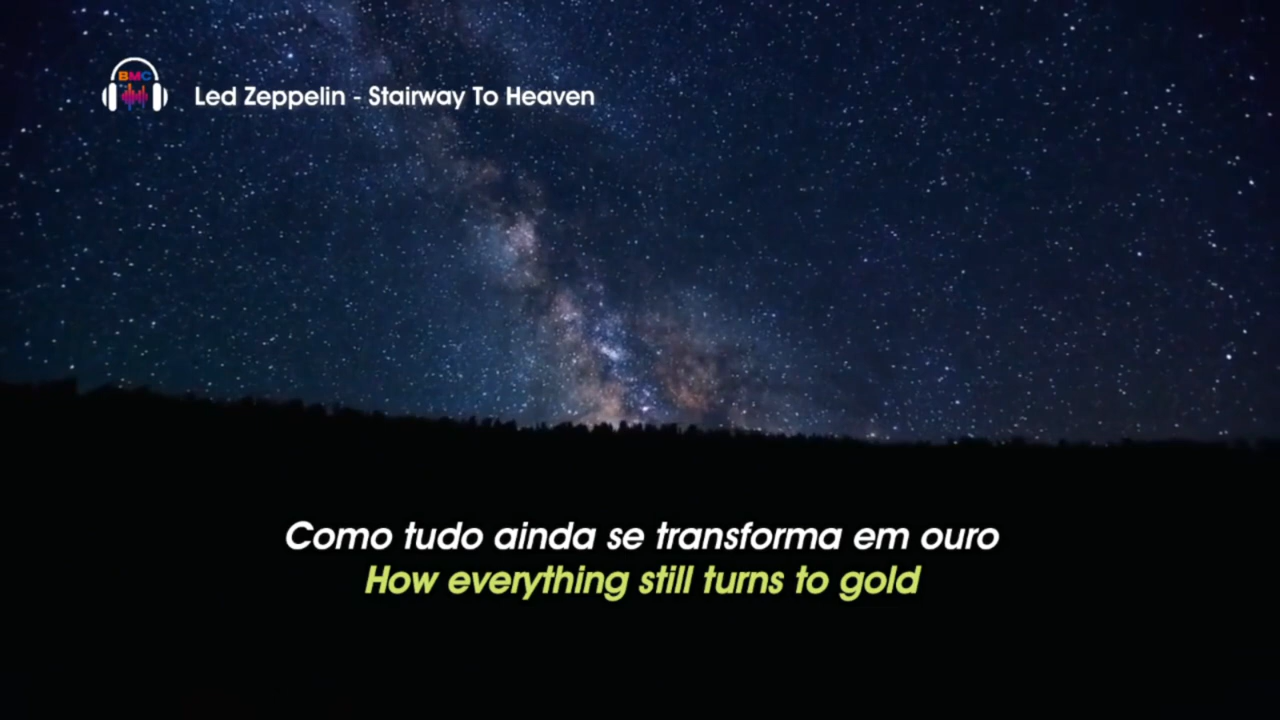 BMC
Led Zeppelin - Stairway To Heaven
Como tudo ainda se transforma em ouro
How everything still turns to gold